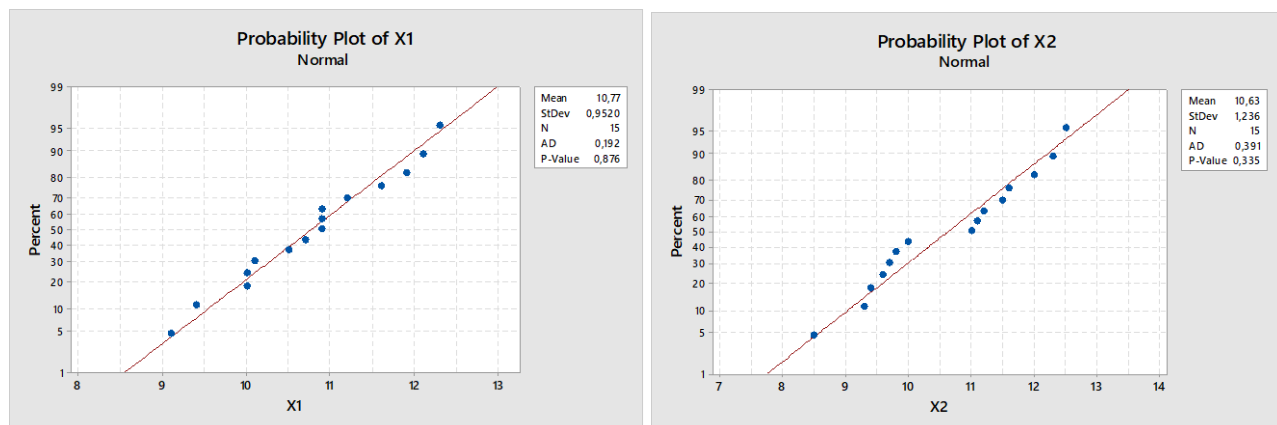 Probability Plot of X1
Normal
99
95
90
80
70
60
50
40
30
20
10
5
1
Percent
8 9 10 11 12 13
X1
Mean 10,77
StDev 0,9520
N 15
AD 0,192
P-Value 0,876
Probability Plot of X2
Normal
99
95
90
80
70
60
50
40
30
20
10
5
1
Percent
7 8 9 10 11 12 13 14
X2
Mean 10,63
StDev 1,236
N 15
AD 0,391
P-Value 0,335